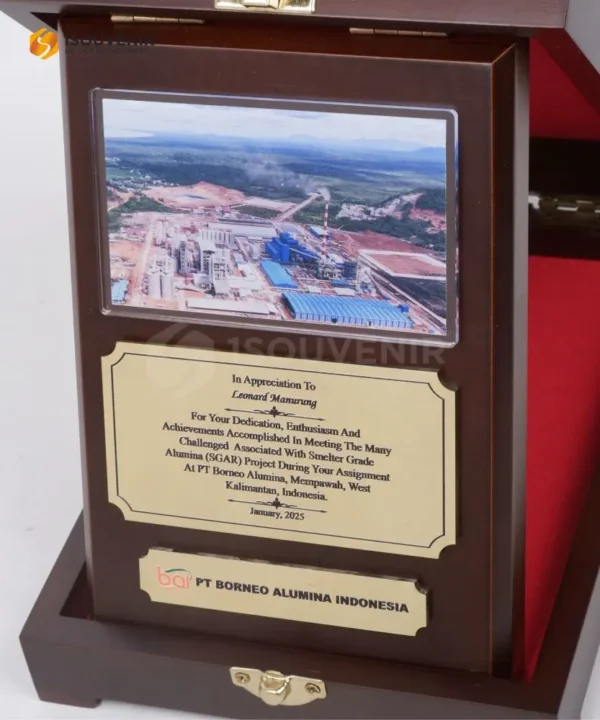 1SOUVENIR
1SOUVENIR
In Appreciation To
Leonard Manurung
For Your Dedication, Enthusiasm And
Achievements Accomplished In Meeting The Many
Challenged Associated With Smelter Grade
Alumina (SGAR) Project During Your Assignment
At PT Borneo Alumina, Mempawah, West
Kalimantan, Indonesia.
January, 2025
bai PT BORNEO ALUMINA INDONESIA